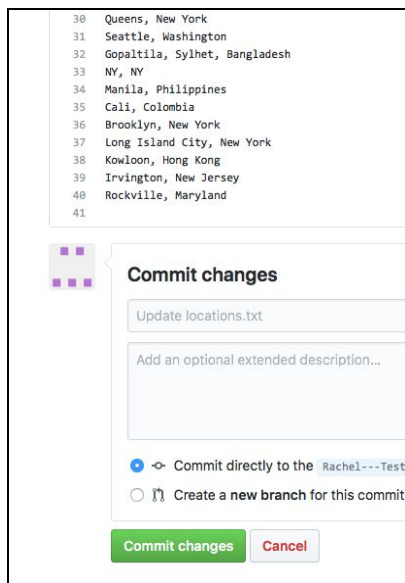 30 Queens, New York
31 Seattle, Washington
32 Gopaltila, Sylhet, Bangladesh
33 NY, NY
34 Manila, Philippines
35 Cali, Colombia
36 Brooklyn, New York
37 Long Island City, New York
38 Kowloon, Hong Kong
39 Irvington, New Jersey
40 Rockville, Maryland
41
Commit changes
Update locations.txt
Add an optional extended description...
Commit directly to the Rachel---Test
Create a new branch for this commit
Commit changes Cancel